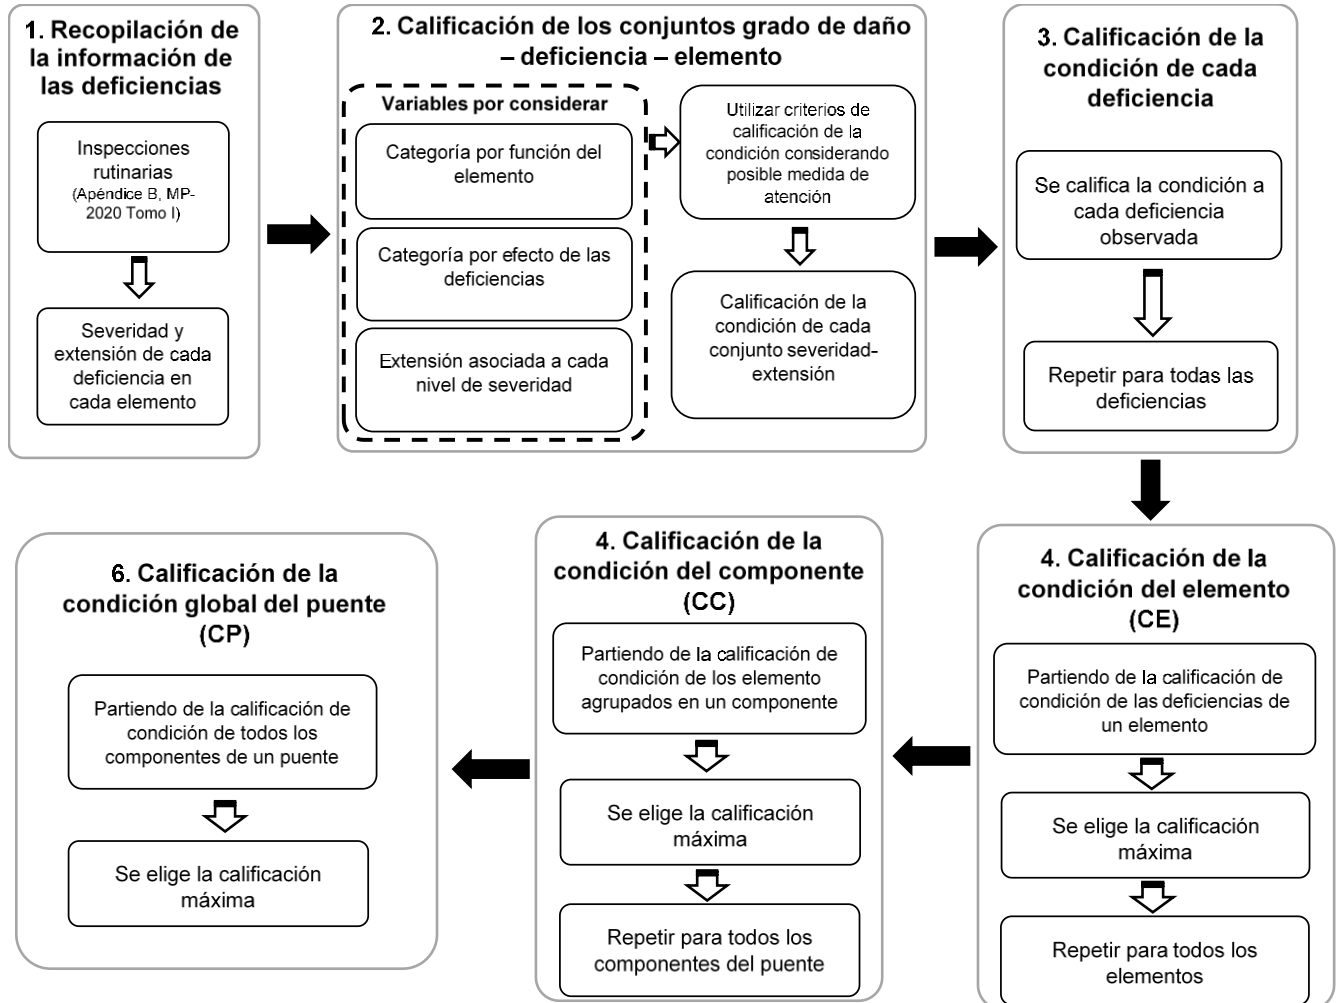 1. Recopilación de
la información de
las deficiencias
Inspecciones
rutinarias
(Apéndice B, MP-
2020 Tomo I)
Severidad y
extensión de cada
deficiencia en
cada elemento
2. Calificación de los conjuntos grado de daño
– deficiencia – elemento
Variables por considerar
Categoría por función del
elemento
Categoría por efecto de las
deficiencias
Extensión asociada a cada
nivel de severidad
Utilizar criterios de
calificación de la
condición considerando
posible medida de
atención
Calificación de la
condición de cada
conjunto severidad-
extensión
3. Calificación de la
condición de cada
deficiencia
Se califica la condición a
cada deficiencia
observada
Repetir para todas las
deficiencias
4. Calificación de la
condición del elemento
(CE)
Partiendo de la calificación de
condición de las deficiencias de
un elemento
Se elige la calificación
máxima
Repetir para todos los
elementos
4. Calificación de la
condición del componente
(CC)
Partiendo de la calificación de
condición de los elemento
agrupados en un componente
Se elige la calificación
máxima
Repetir para todos los
componentes del puente
6. Calificación de la
condición global del puente
(CP)
Partiendo de la calificación de
condición de todos los
componentes de un puente
Se elige la calificación
máxima